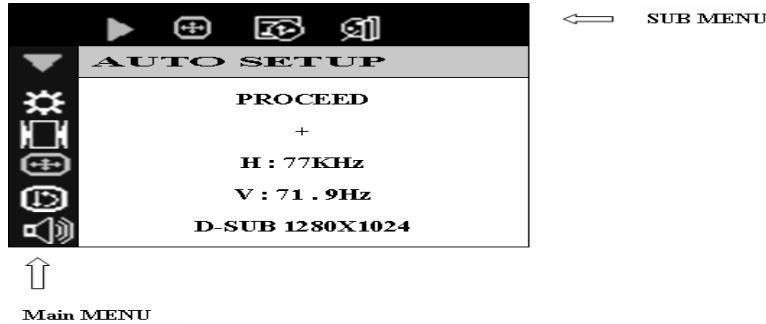 SUB MENU
AUTO SETUP
PROCEED
+
H : 77KHz
V : 71 . 9Hz
D-SUB 1280X1024
Main MENU